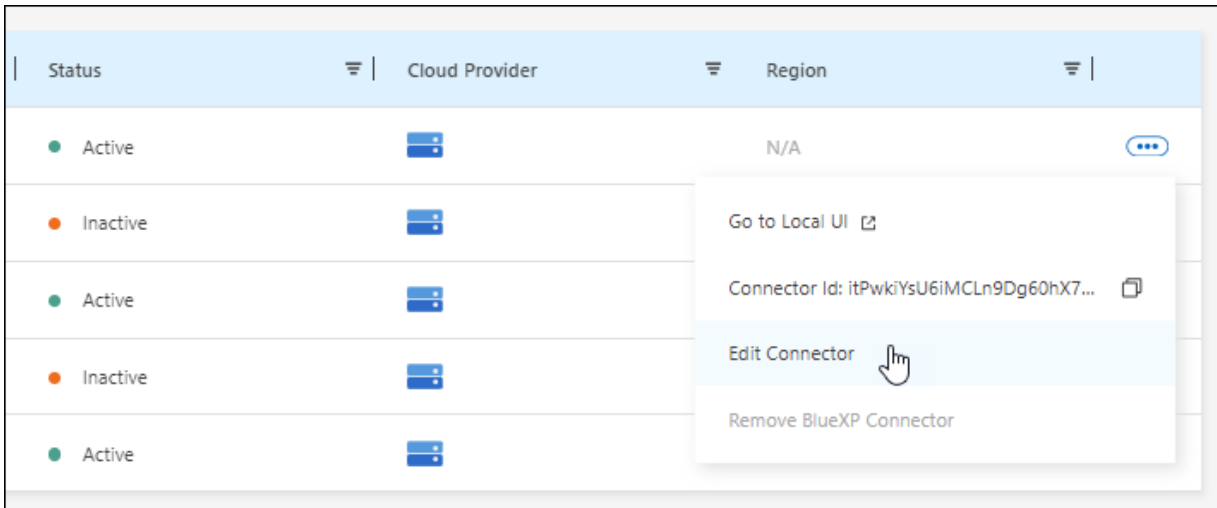 Status Cloud Provider Region
Active N/A
Inactive
Go to Local UI
Connector Id: itPwkiYsU6iMCLn9Dg60hX7...
Active
Edit Connector
Inactive
Remove BlueXP Connector
Active